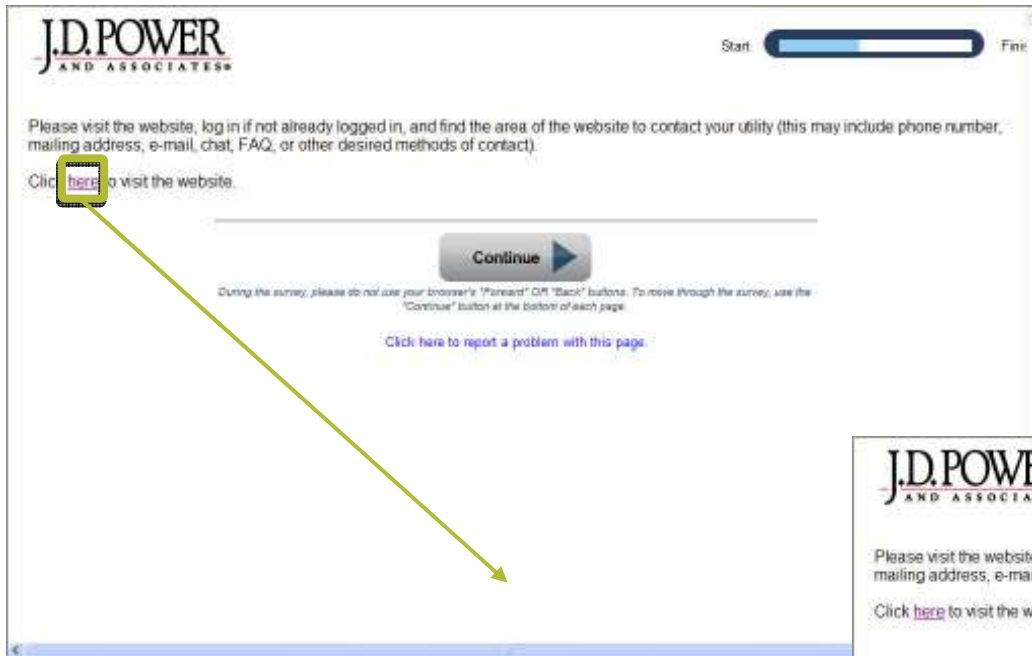 J.D. POWER
AND ASSOCIATES®
Start
Please visit the website, log in if not already logged in, and find the area of the website to contact your utility (this may include phone number,
mailing address, e-mail, chat, FAQ, or other desired methods of contact).
Clic here o visit the website.
Continue
During the survey, please do not use your browser's "Forward" OR "Back" buttons. To move through the survey, use the
"Continue" button at the bottom of each page.
Click here to report a problem with this page.
J.D. POWE
AND ASSOCIA
Please visit the website
mailing address, e-mai
Click here to visit the w